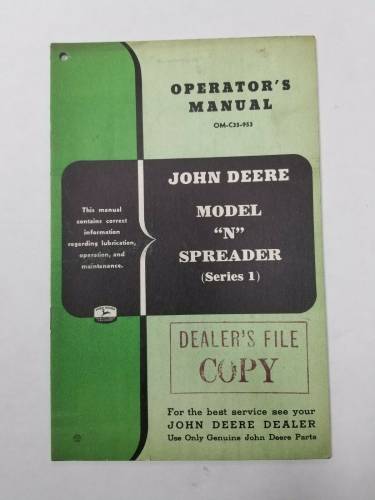 OPERATOR'S
MANUAL
OM-C33-953
JOHN DEERE
MODEL
"N"
SPREADER
(Series 1)
This manual
contains correct
information
regarding lubrication,
operation, and
maintenance.
DEALER'S FILE
COPY
For the best service see your
JOHN DEERE DEALER
Use Only Genuine John Deere Parts